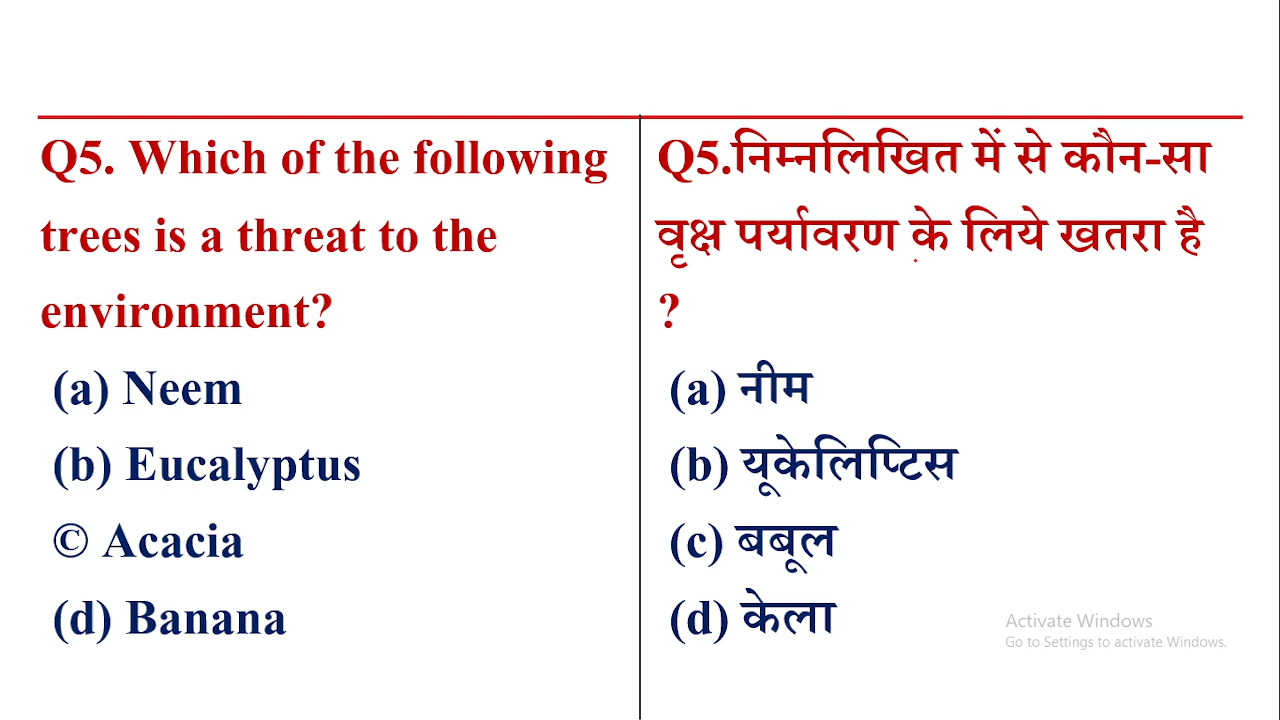 Q5. Which of the following
trees is a threat to the
environment?
(a) Neem
(b) Eucalyptus
© Acacia
(d) Banana
Q5.निम्नलिखित में से कौन-सा
वृक्ष पर्यावरण के लिये खतरा है
?
(a) नीम
(b) यूकेलिप्टिस
(c) बबूल
(d) केला
Activate Windows
Go to Settings to activate Windows.